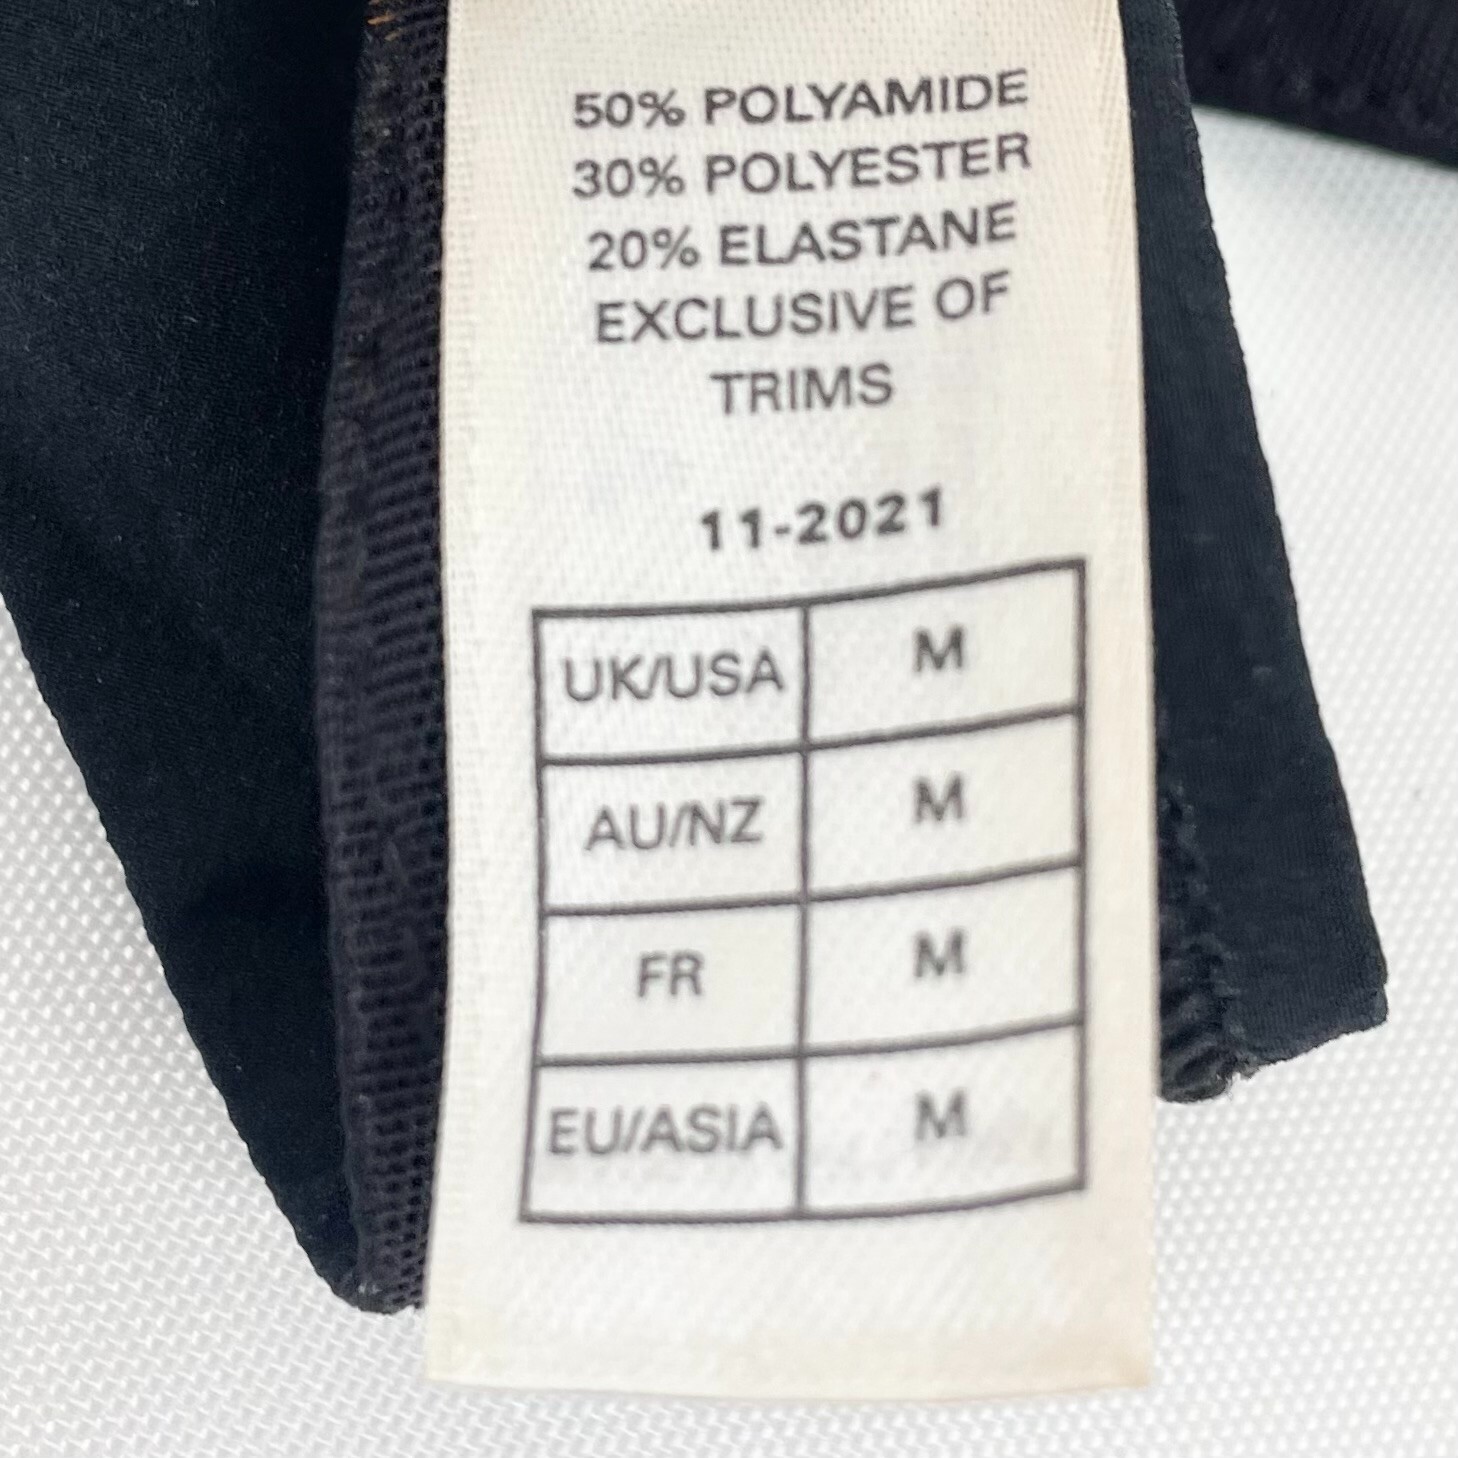 50% POLYAMIDE
30% POLYESTER
20% ELASTANE
EXCLUSIVE OF
TRIMS
11-2021
UK/USA M
AU/NZ M
FR M
EU/ASIA M